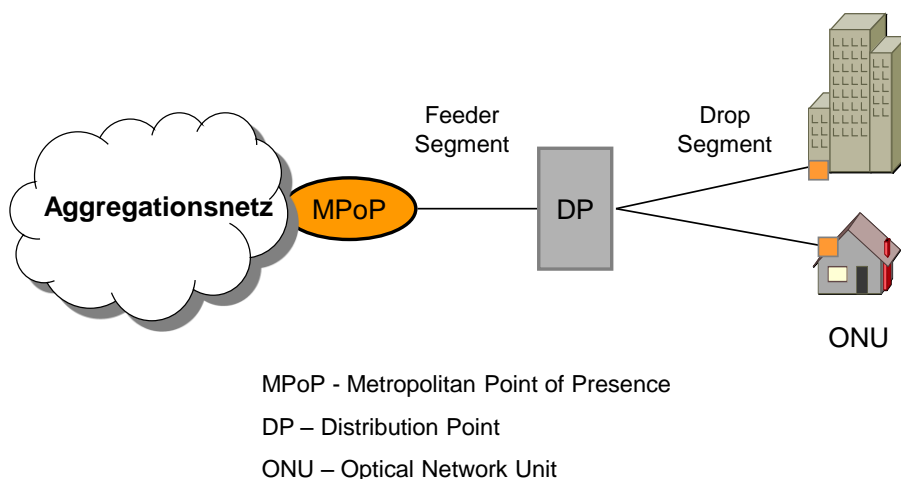 Feeder
Segment
Drop
Segment
Aggregationsnetz
MPoP
DP
ONU
MPoP - Metropolitan Point of Presence
DP – Distribution Point
ONU – Optical Network Unit